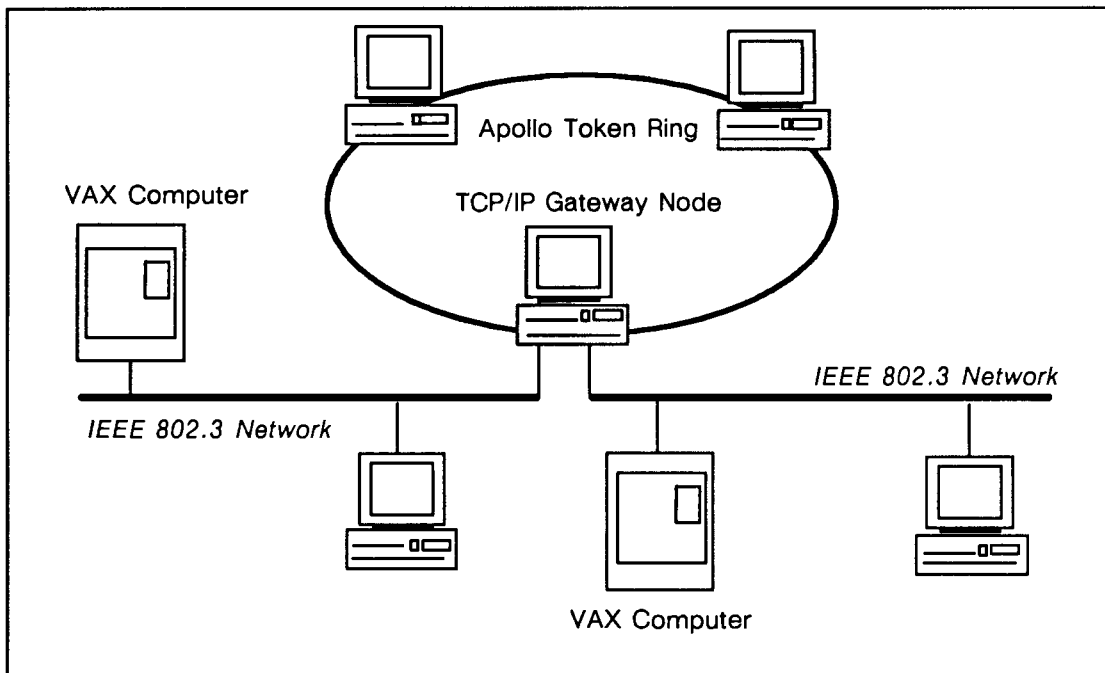 Apollo Token Ring
VAX Computer
TCP/IP Gateway Node
IEEE 802.3 Network
IEEE 802.3 Network
VAX Computer